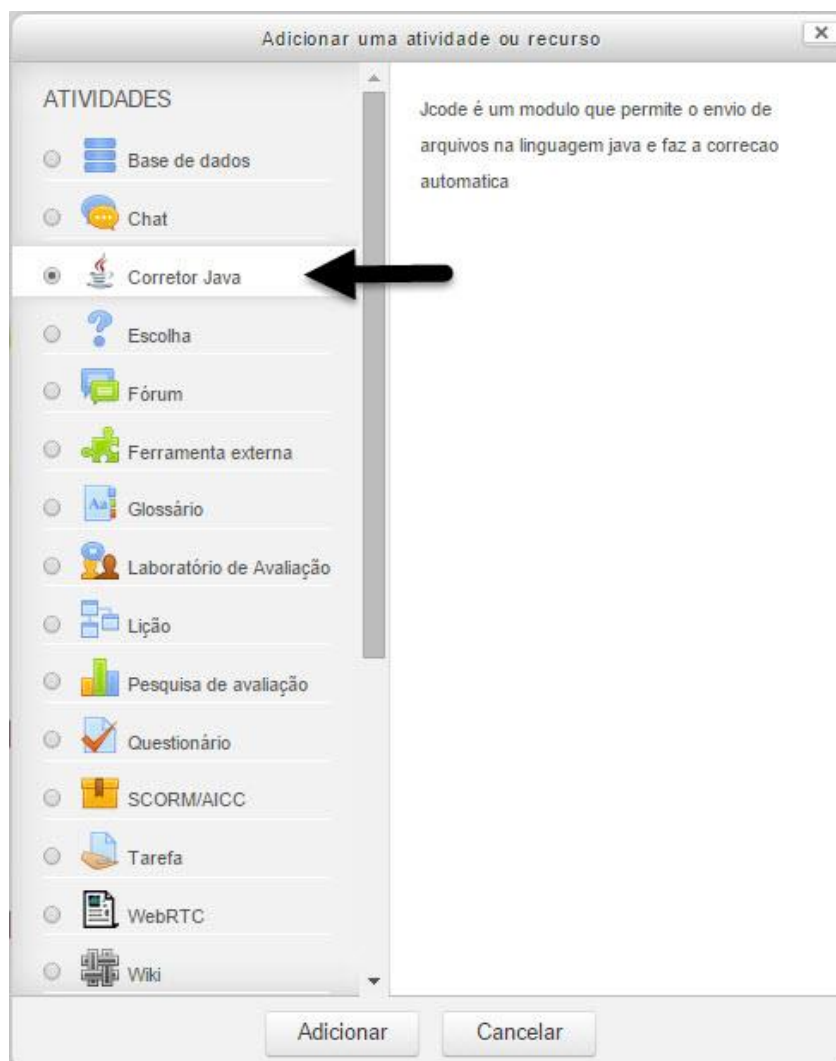 Adicionar uma atividade ou recurso
ATIVIDADES
Base de dados
Chat
Corretor Java
Escolha
Fórum
Ferramenta externa
Glossário
Laboratório de Avaliação
Lição
Pesquisa de avaliação
Questionário
SCORM/AICC
Tarefa
WebRTC
Wiki
Jcode é um modulo que permite o envio de
arquivos na linguagem java e faz a correcao
automatica
Adicionar
Cancelar